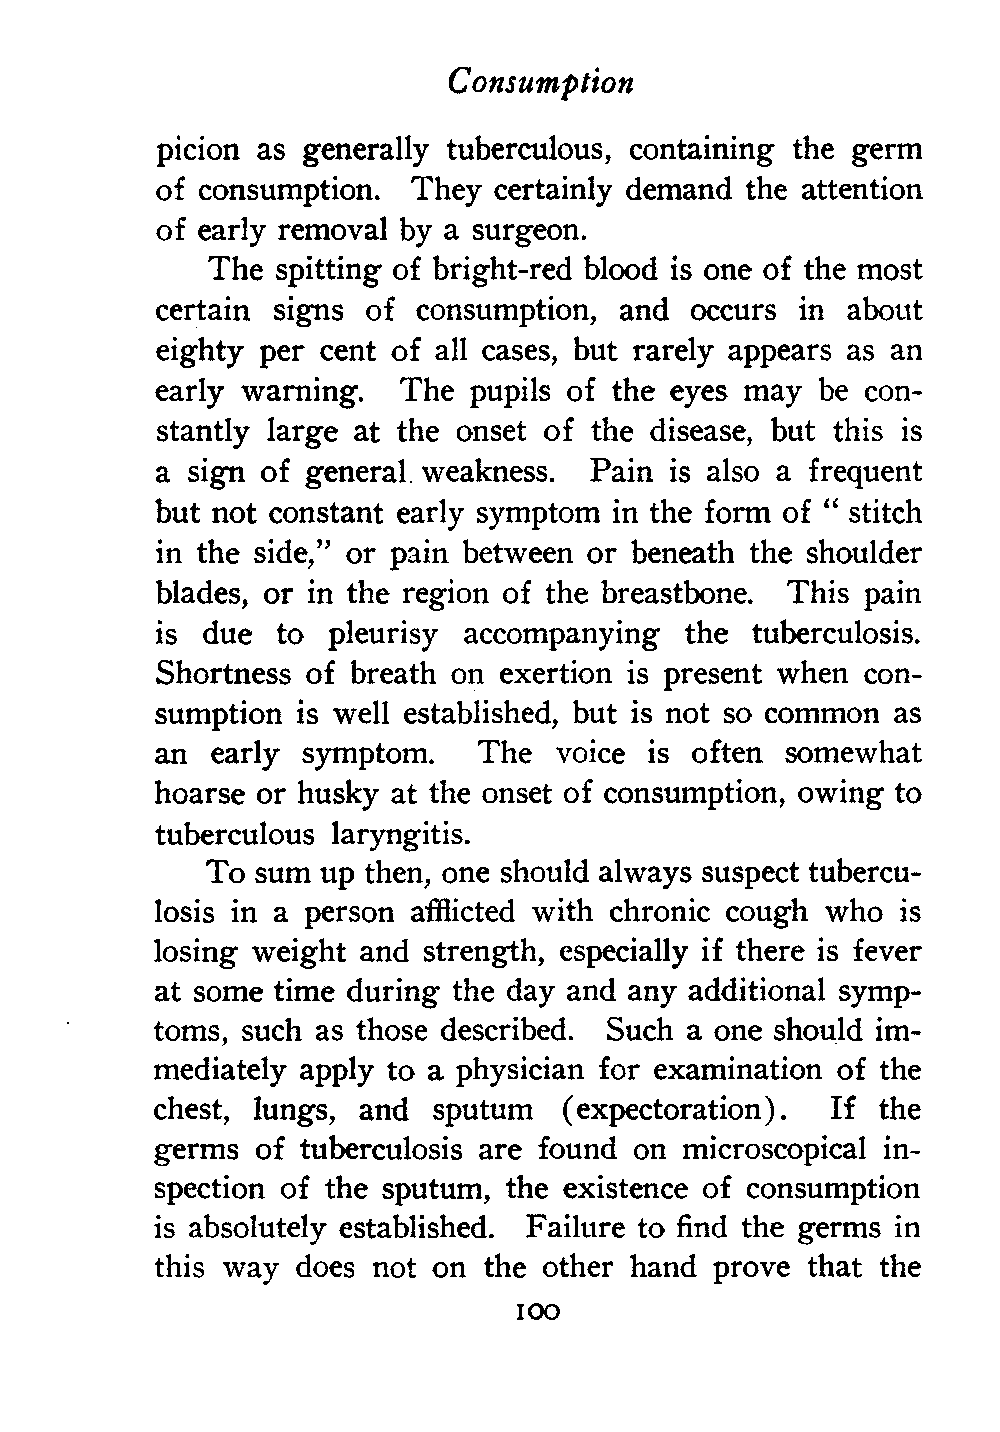 Consumption
picion as generally tuberculous, containing the germ
of consumption. They certainly demand the attention
of early removal by a surgeon.
The spitting of bright-red blood is one of the most
certain signs of consumption, and occurs in about
eighty per cent of all cases, but rarely appears as an
early warning. The pupils of the eyes may be con-
stantly large at the onset of the disease, but this is
a sign of general weakness. Pain is also a frequent
but not constant early symptom in the form of “ stitch
in the side,” or pain between or beneath the shoulder
blades, or in the region of the breastbone. This pain
is due to pleurisy accompanying the tuberculosis.
Shortness of breath on exertion is present when con-
sumption is well established, but is not so common as
an early symptom. The voice is often somewhat
hoarse or husky at the onset of consumption, owing to
tuberculous laryngitis.
To sum up then, one should always suspect tubercu-
losis in a person afflicted with chronic cough who is
losing weight and strength, especially if there is fever
at some time during the day and any additional symp-
toms, such as those described. Such a one should im-
mediately apply to a physician for examination of the
chest, lungs, and sputum (expectoration). If the
germs of tuberculosis are found on microscopical in-
spection of the sputum, the existence of consumption
is absolutely established. Failure to find the germs in
this way does not on the other hand prove that the
100